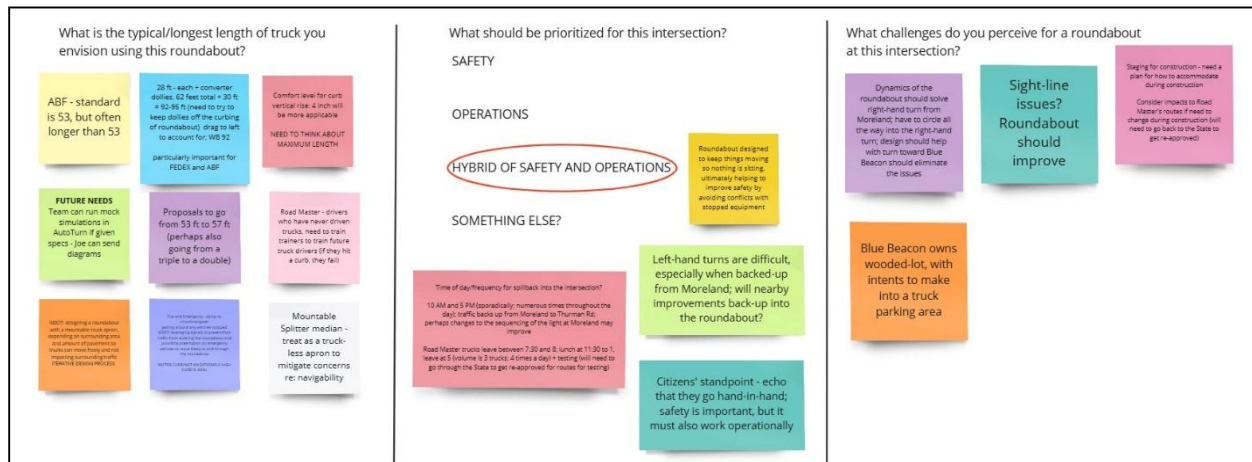 What is the typical/longest length of truck you
envision using this roundabout?
ABF - standard
is 53, but often
longer than 53
28 ft - each + converter
dollies, 62 feet total + 30 ft
= 92-95 ft (need to try to
keep dollies off the curbing
of roundabout) drag to left
to account for; WB 92
particularly important for
FEDEX and ABF
Comfort level for curb
vertical rise: 4 inch will
be more applicable
NEED TO THINK ABOUT
MAXIMUM LENGTH
FUTURE NEEDS
Team can run mock
simulations in
AutoTurn if given
specs - Joe can send
diagrams
Proposals to go
from 53 ft to 57 ft
(perhaps also
going from a
triple to a double)
Road Master - drivers
who have never driven
trucks, need to train
trainers to train future
truck drivers (if they hit
a curb, they fail)
designing a roundabout
with a mountable truck apron,
depending on surrounding area
and amount of pavement so
trucks can move freely and not
impacting surrounding traffic
ITERATIVE DESIGN PROCESS
Mountable
Splitter median -
treat as a truck-
less apron to
mitigate concerns
re: navigability
What should be prioritized for this intersection?
SAFETY
OPERATIONS
HYBRID OF SAFETY AND OPERATIONS
SOMETHING ELSE?
Roundabout designed
to keep things moving
so nothing is sitting,
ultimately helping to
improve safety by
avoiding conflicts with
stopped equipment
Time of day/frequency for spillback into the intersection?
10 AM and 5 PM (sporadically; numerous times throughout the
day); traffic backs up from Moreland to Thurman Rd;
perhaps changes to the sequencing of the light at Moreland may
improve
Road Master trucks leave between 7:30 and 8; lunch at 11:30 to 1,
leave at 5 (volume is 3 trucks; 4 times a day) + testing (will need to
go through the State to get re-approved for routes for testing)
Left-hand turns are difficult,
especially when backed-up
from Moreland; will nearby
improvements back-up into
the roundabout?
Citizens' standpoint - echo
that they go hand-in-hand;
safety is important, but it
must also work operationally
What challenges do you perceive for a roundabout
at this intersection?
Dynamics of the
roundabout should solve
right-hand turn from
Moreland; have to circle all
the way into the right-hand
turn; design should help
with turn toward Blue
Beacon should eliminate
the issues
Sight-line
issues?
Roundabout
should
improve
Staging for construction - need a
plan for how to accommodate
during construction
Consider impacts to Road
Master's routes if need to
change during construction (will
need to go back to the State to
get re-approved)
Blue Beacon owns
wooded-lot, with
intents to make
into a truck
parking area